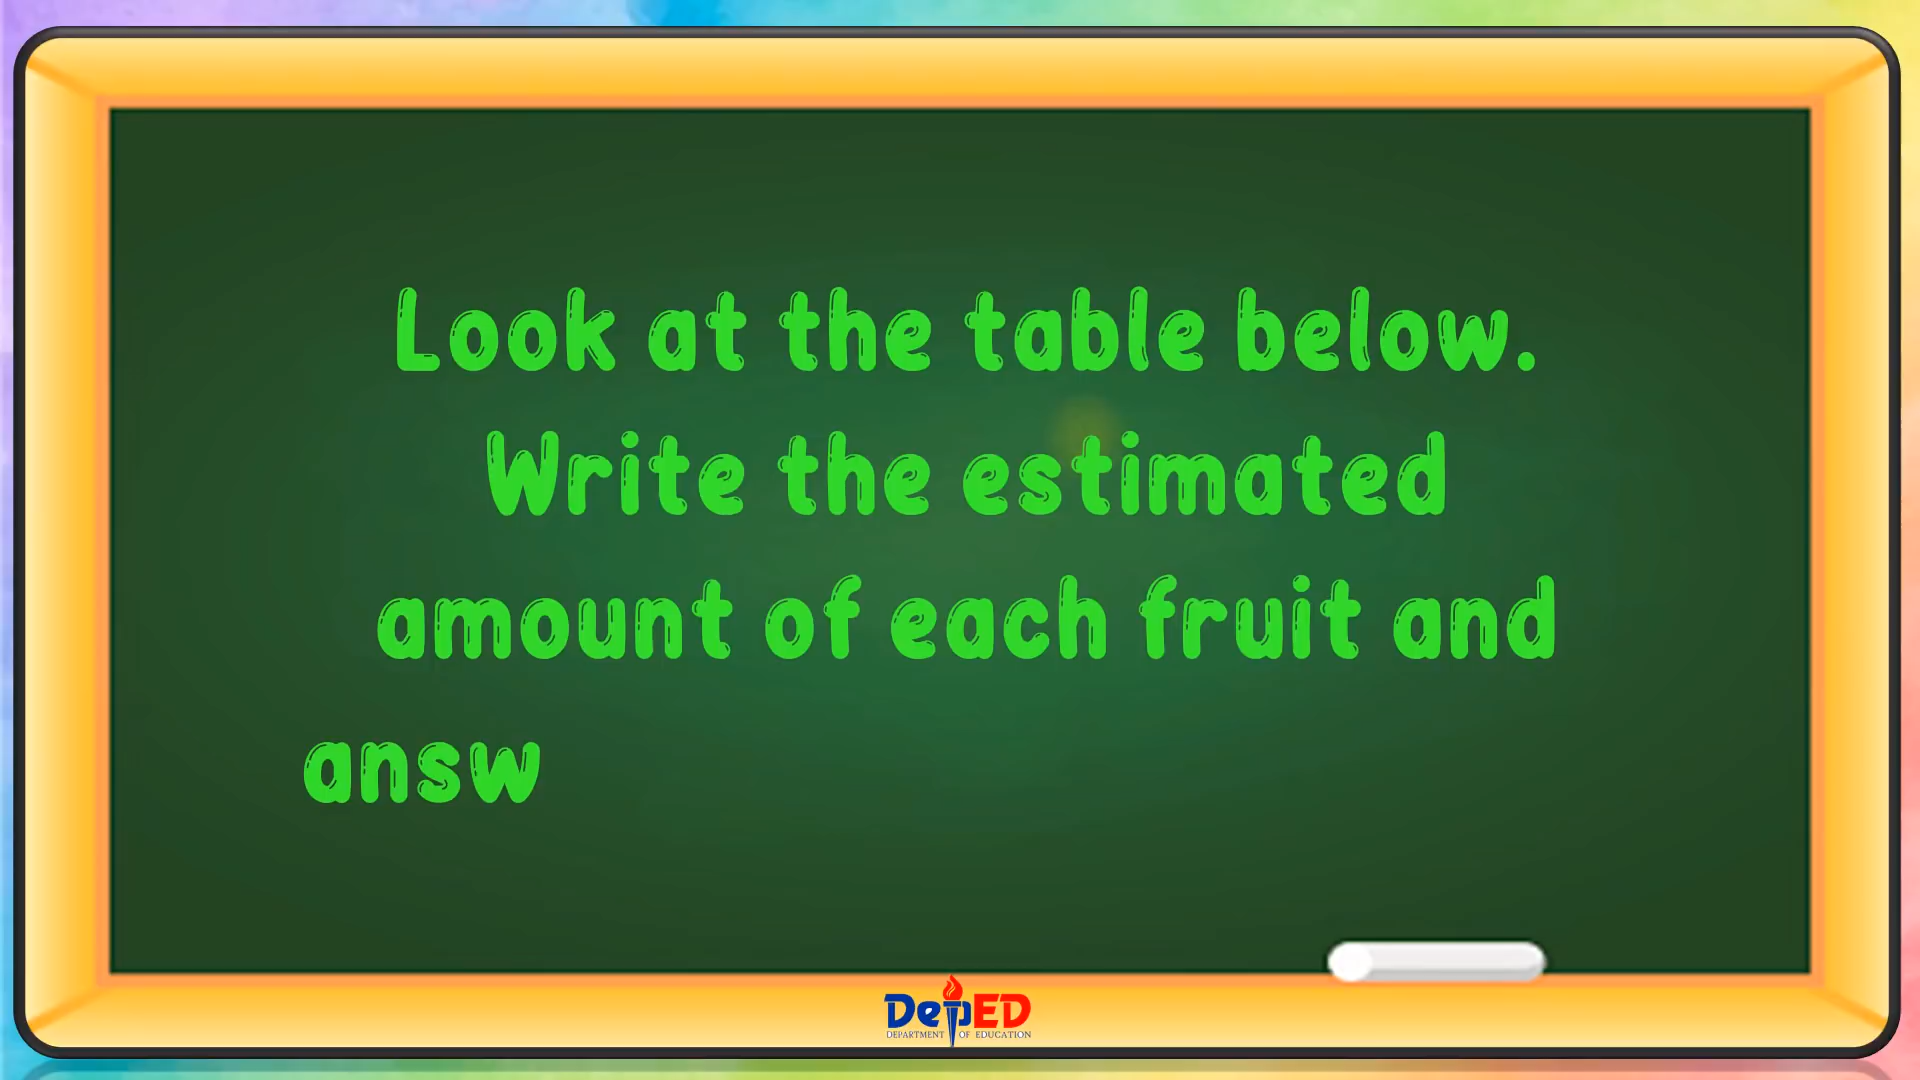 Look at the table below.
Write the estimated
amount of each fruit and
answ
DepED
DEPARTMENT OF EDUCATION